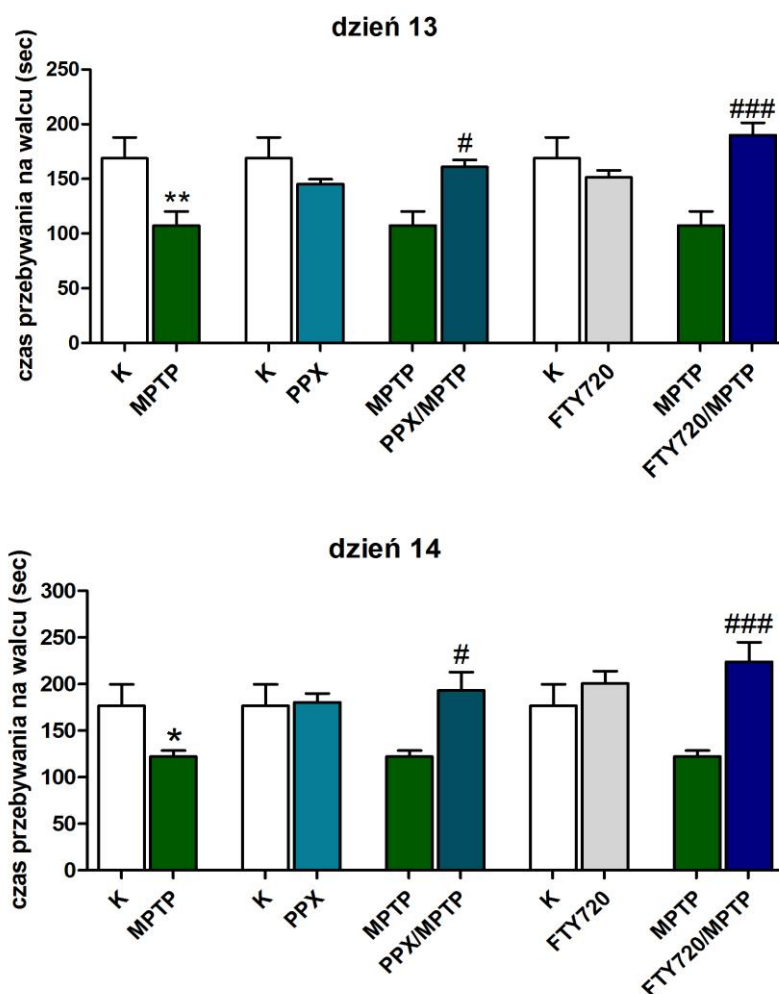 dzień 13
czas przebywania na walcu (sec)
250
200
150
100
50
0
**
#
###
K
MPTP
K
PPX
MPTP
PPX/MPTP
K
FTY720
MPTP
FTY720/MPTP
dzień 14
czas przebywania na walcu (sec)
300
250
200
150
100
50
0
*
#
###
K
MPTP
K
PPX
MPTP
PPX/MPTP
K
FTY720
MPTP
FTY720/MPTP